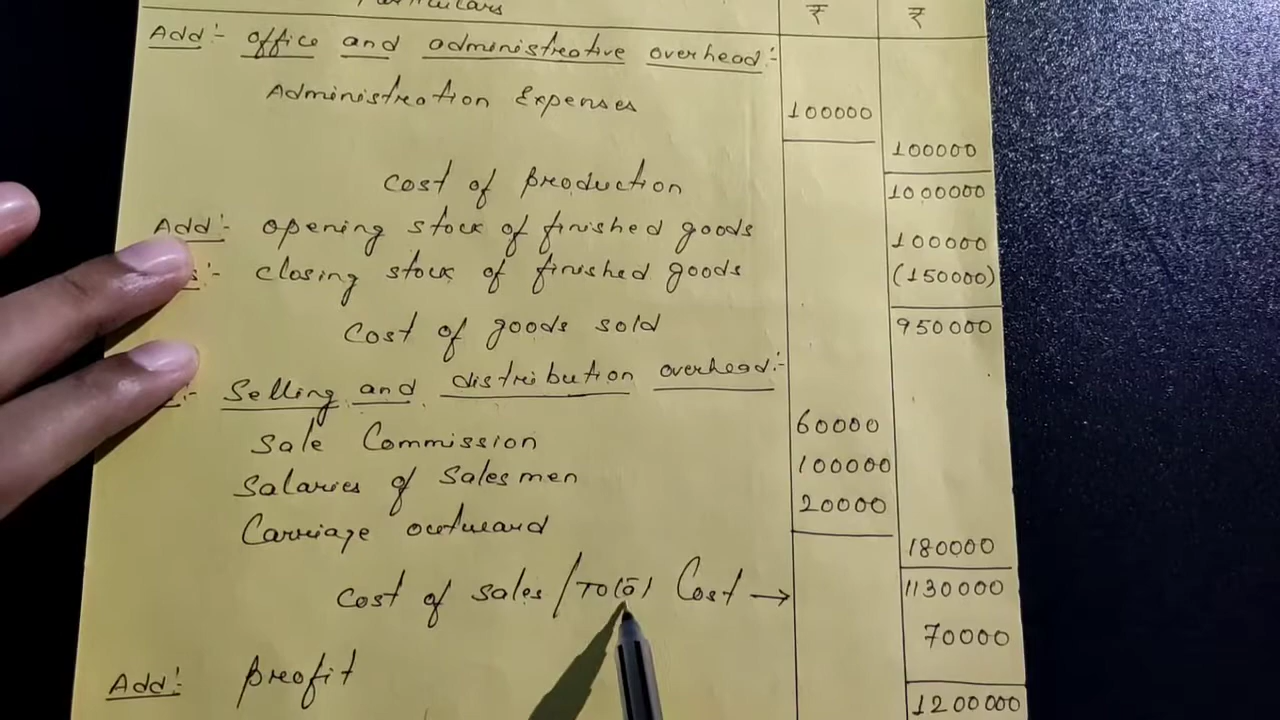 Particulars ₹ ₹
Add:- office and administrative overhead:-
Administration Expenses 100000
100000
cost of production 1000000
Add:- opening stock of finished goods 100000
s:- closing stock of finished goods (150000)
cost of goods sold 950000
:- Selling and distribution overhead:-
Sale Commission 60000
Salaries of Salesmen 100000
Carriage outward 20000
180000
cost of sales / Total Cost → 1130000
Add:- profit 70000
1200000